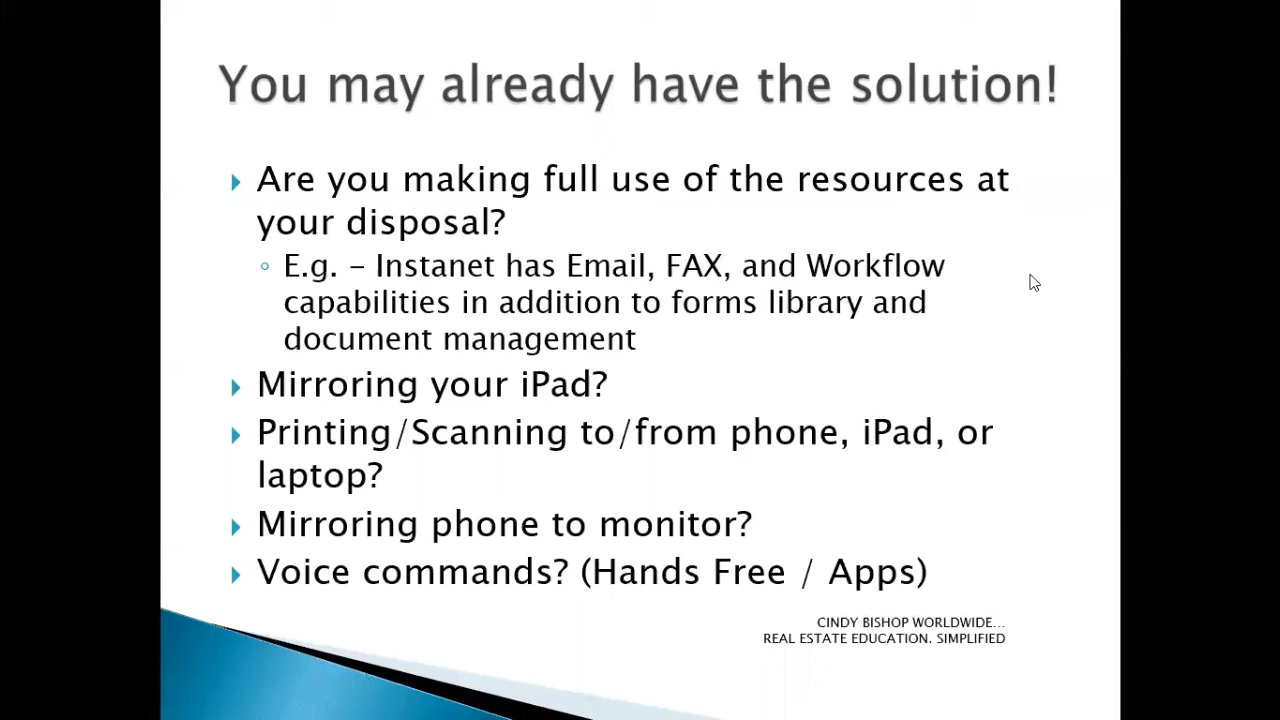 You may already have the solution!
Are you making full use of the resources at
your disposal?
E.g. – Instanet has Email, FAX, and Workflow
capabilities in addition to forms library and
document management
Mirroring your iPad?
Printing/Scanning to/from phone, iPad, or
laptop?
Mirroring phone to monitor?
Voice commands? (Hands Free / Apps)
CINDY BISHOP WORLDWIDE…
REAL ESTATE EDUCATION. SIMPLIFIED